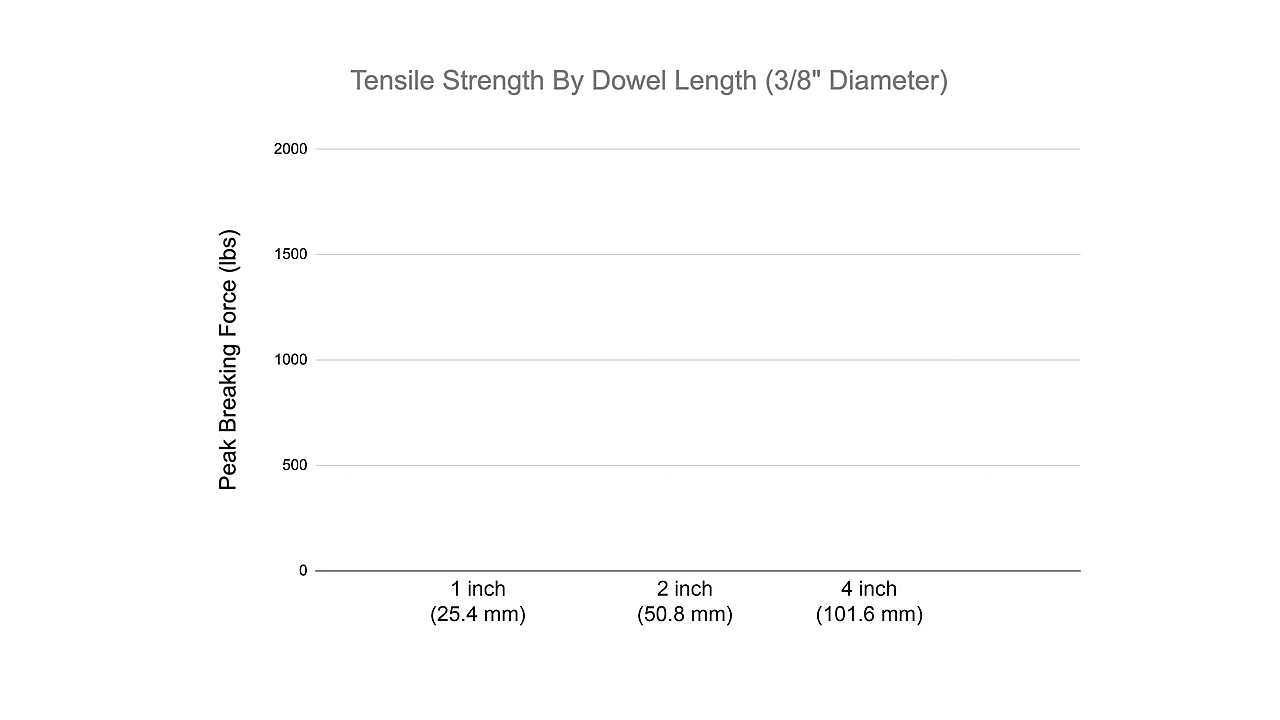 Tensile Strength By Dowel Length (3/8" Diameter)
Peak Breaking Force (lbs)
2000
1500
1000
500
0
1 inch
(25.4 mm)
2 inch
(50.8 mm)
4 inch
(101.6 mm)